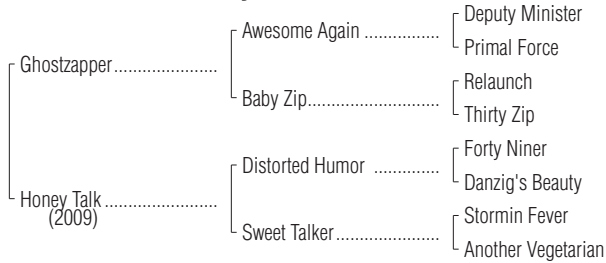 Deputy Minister
Awesome Again ................
Primal Force
Ghostzapper......................
Relaunch
Baby Zip............................
Thirty Zip
Forty Niner
Distorted Humor ..............
Danzig's Beauty
Honey Talk ........................
(2009)
Stormin Fever
Sweet Talker......................
Another Vegetarian